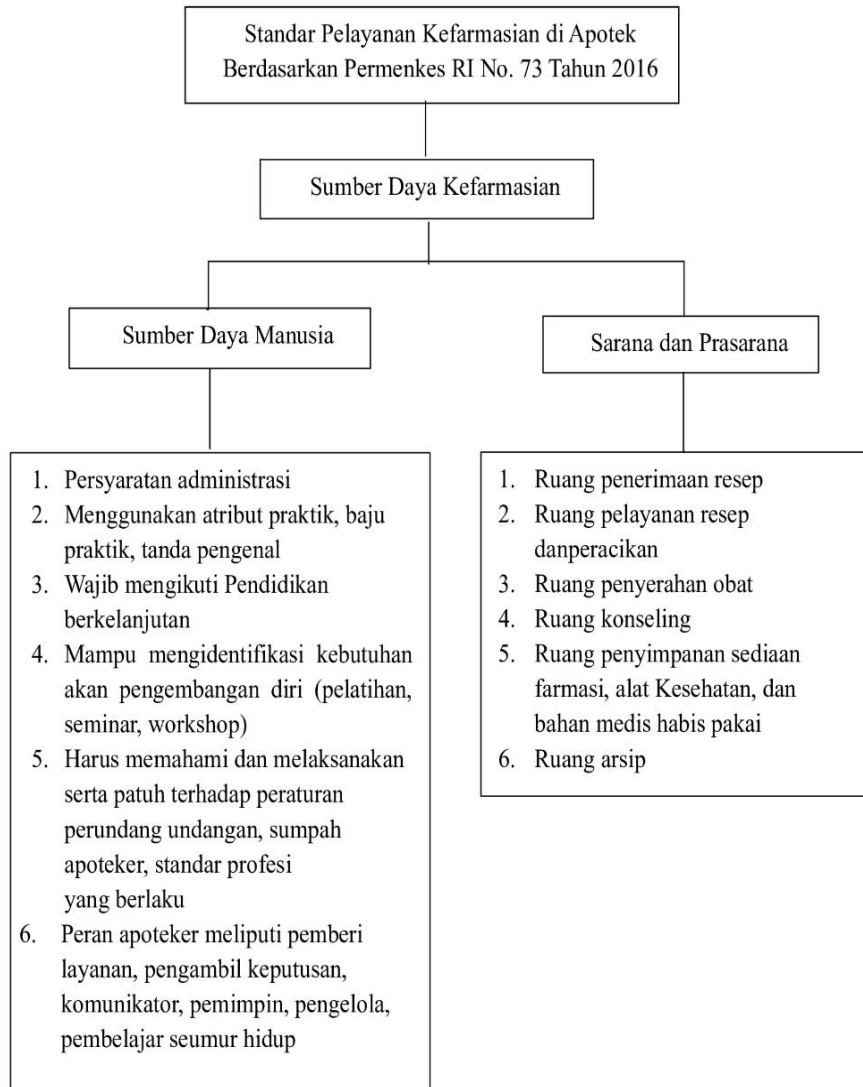 Standar Pelayanan Kefarmasian di Apotek
Berdasarkan Permenkes RI No. 73 Tahun 2016
Sumber Daya Kefarmasian
Sumber Daya Manusia
Sarana dan Prasarana
1. Persyaratan administrasi
2. Menggunakan atribut praktik, baju
praktik, tanda pengenal
3. Wajib mengikuti Pendidikan
berkelanjutan
4. Mampu mengidentifikasi kebutuhan
akan pengembangan diri (pelatihan,
seminar, workshop)
5. Harus memahami dan melaksanakan
serta patuh terhadap peraturan
perundang undangan, sumpah
apoteker, standar profesi
yang berlaku
6. Peran apoteker meliputi pemberi
layanan, pengambil keputusan,
komunikator, pemimpin, pengelola,
pembelajar seumur hidup
1. Ruang penerimaan resep
2. Ruang pelayanan resep
danperacikan
3. Ruang penyerahan obat
4. Ruang konseling
5. Ruang penyimpanan sediaan
farmasi, alat Kesehatan, dan
bahan medis habis pakai
6. Ruang arsip